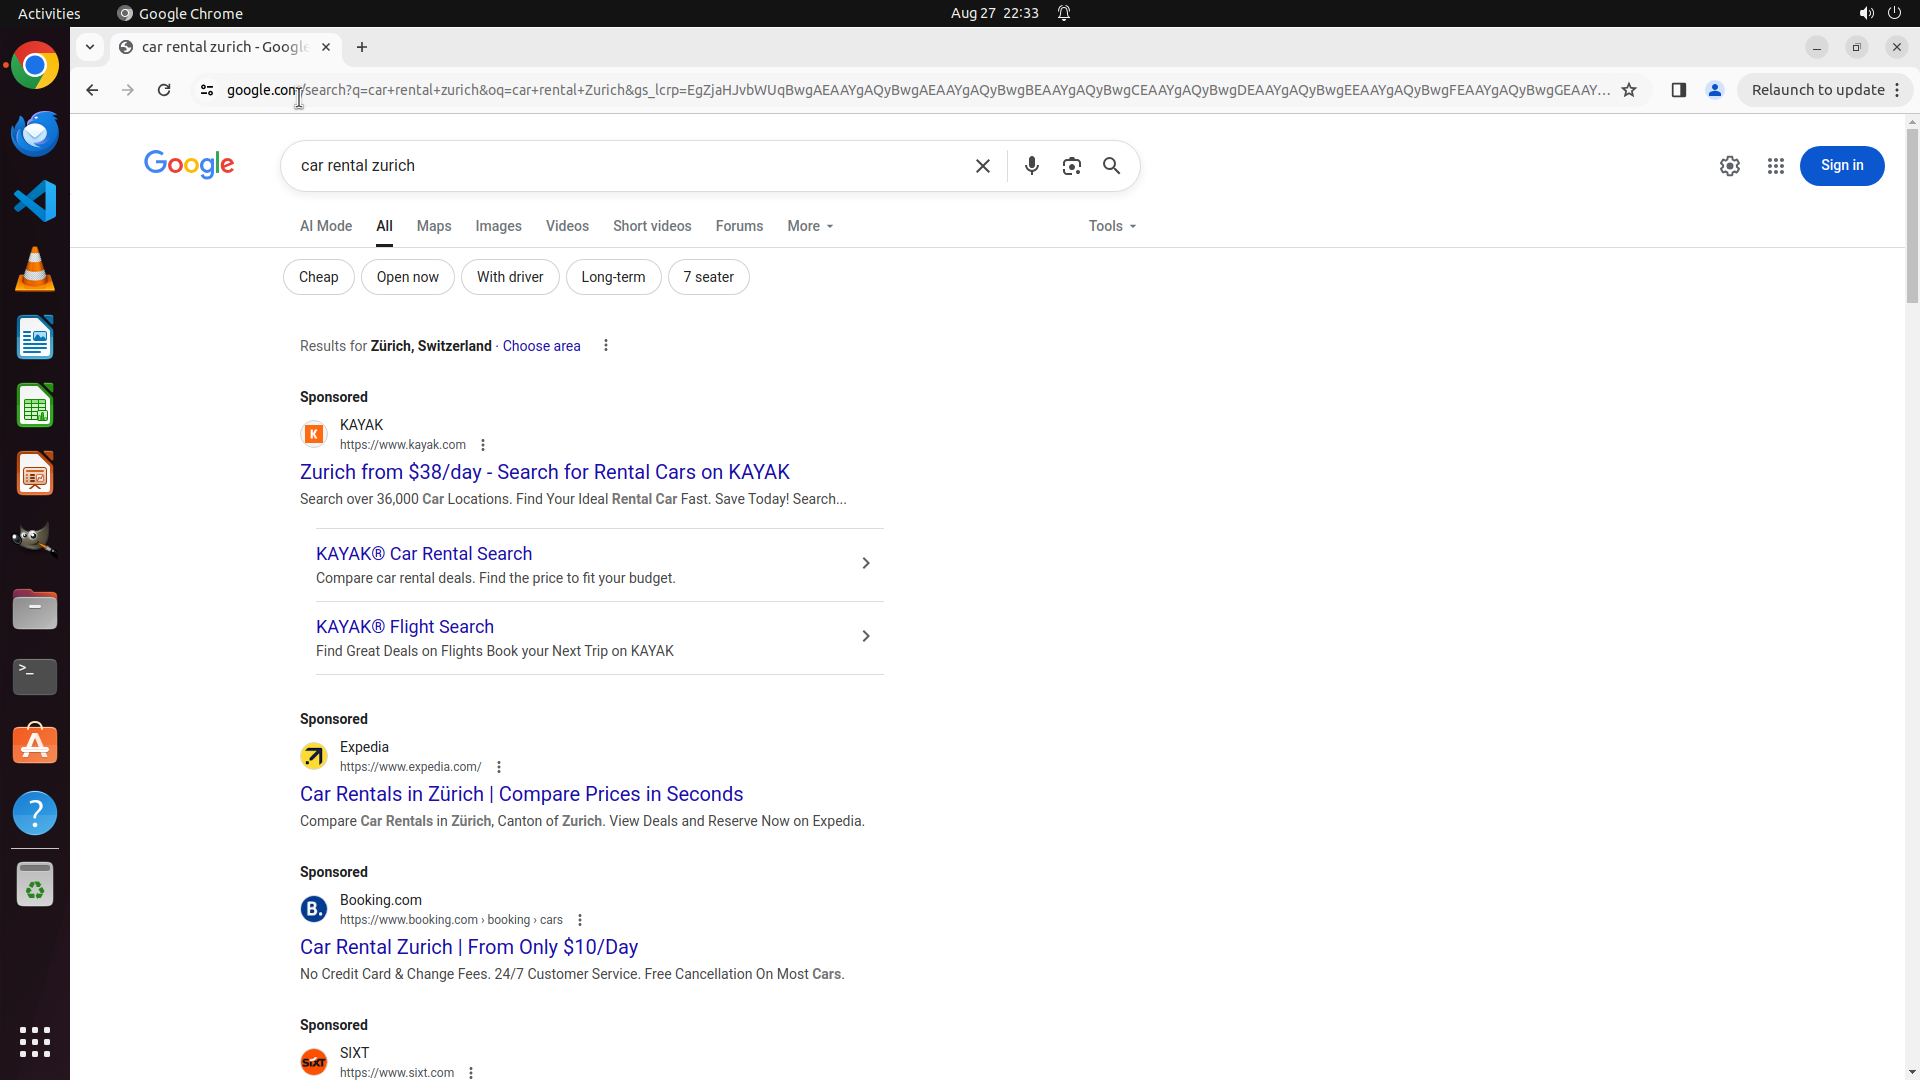 Activities
Google Chrome
Aug 27 22:33
car rental zurich - Google
google.com/search?q=car+rental+zurich&oq=car+rental+Zurich&gs_lcrp=EgZjaHJvbWUqBwgAEAAYgAQyBwgAEAAYgAQyBwgBEAAYgAQyBwgCEAAYgAQyBwgDEAAYgAQyBwgEEAAYgAQyBwgFEAAYgAQyBwgGEAAY...
Relaunch to update
Google
car rental zurich
Sign in
AI Mode
All
Maps
Images
Videos
Short videos
Forums
More
Tools
Cheap
Open now
With driver
Long-term
7 seater
Results for Zürich, Switzerland · Choose area
Sponsored
KAYAK
https://www.kayak.com
Zurich from $38/day - Search for Rental Cars on KAYAK
Search over 36,000 Car Locations. Find Your Ideal Rental Car Fast. Save Today! Search...
KAYAK® Car Rental Search
Compare car rental deals. Find the price to fit your budget.
KAYAK® Flight Search
Find Great Deals on Flights Book your Next Trip on KAYAK
Sponsored
Expedia
https://www.expedia.com/
Car Rentals in Zürich | Compare Prices in Seconds
Compare Car Rentals in Zürich, Canton of Zurich. View Deals and Reserve Now on Expedia.
Sponsored
Booking.com
https://www.booking.com › booking › cars
Car Rental Zurich | From Only $10/Day
No Credit Card & Change Fees. 24/7 Customer Service. Free Cancellation On Most Cars.
Sponsored
SIXT
https://www.sixt.com